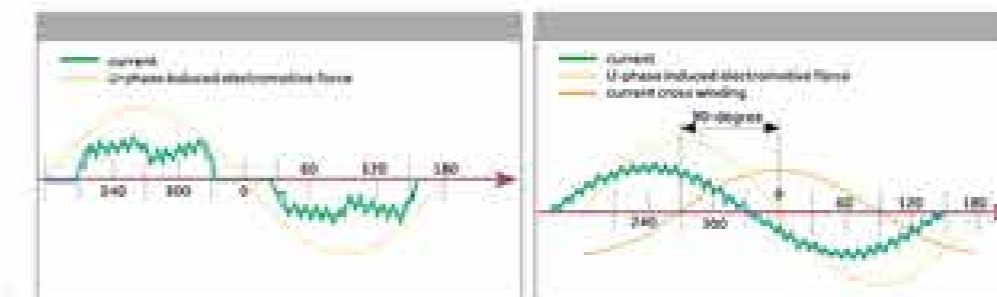 current
U-phase induced electromotive force
240 300 0 60 120 180
current
U-phase induced electromotive force
current cross winding
90-degree
240 300 0 60 120 180